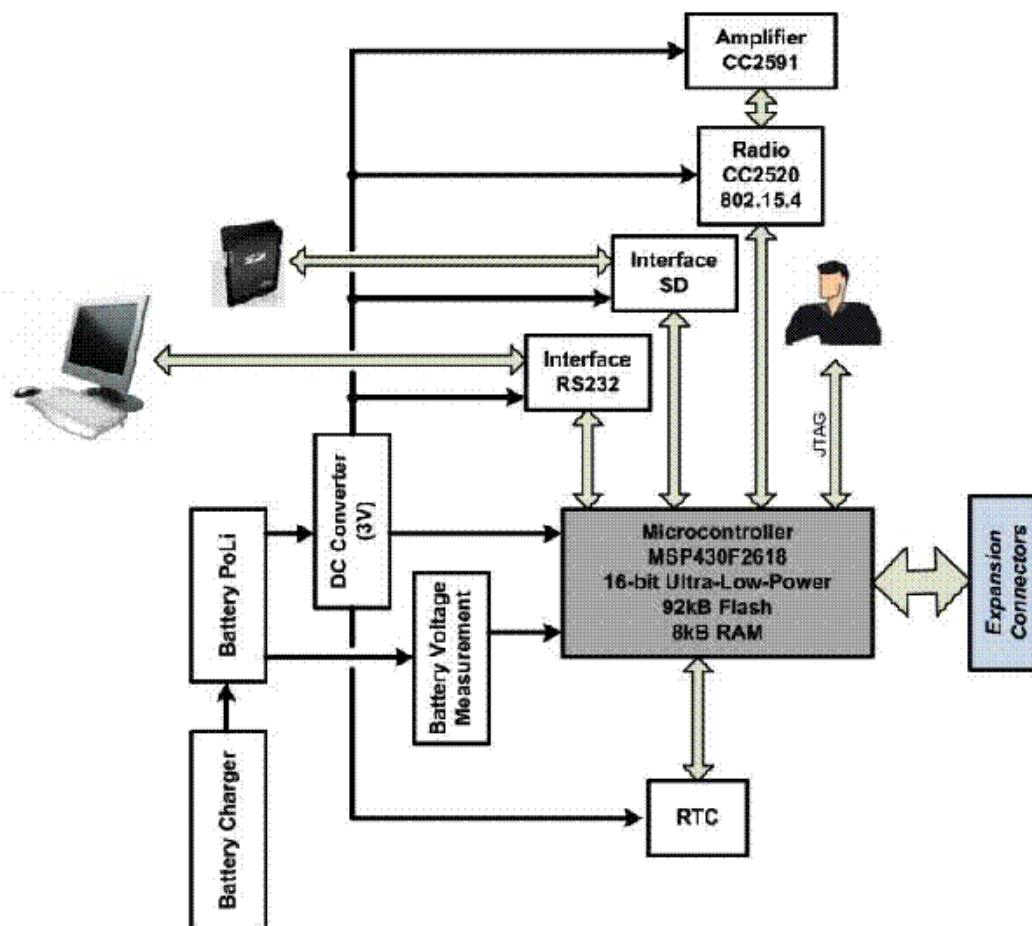 Amplifier
CC2591
Radio
CC2520
802.15.4
Interface
SD
Interface
RS232
JTAG
DC Converter
(3V)
Battery PoLi
Battery Voltage
Measurement
Battery Charger
Microcontroller
MSP430F2618
16-bit Ultra-Low-Power
92kB Flash
8kB RAM
Expansion
Connectors
RTC